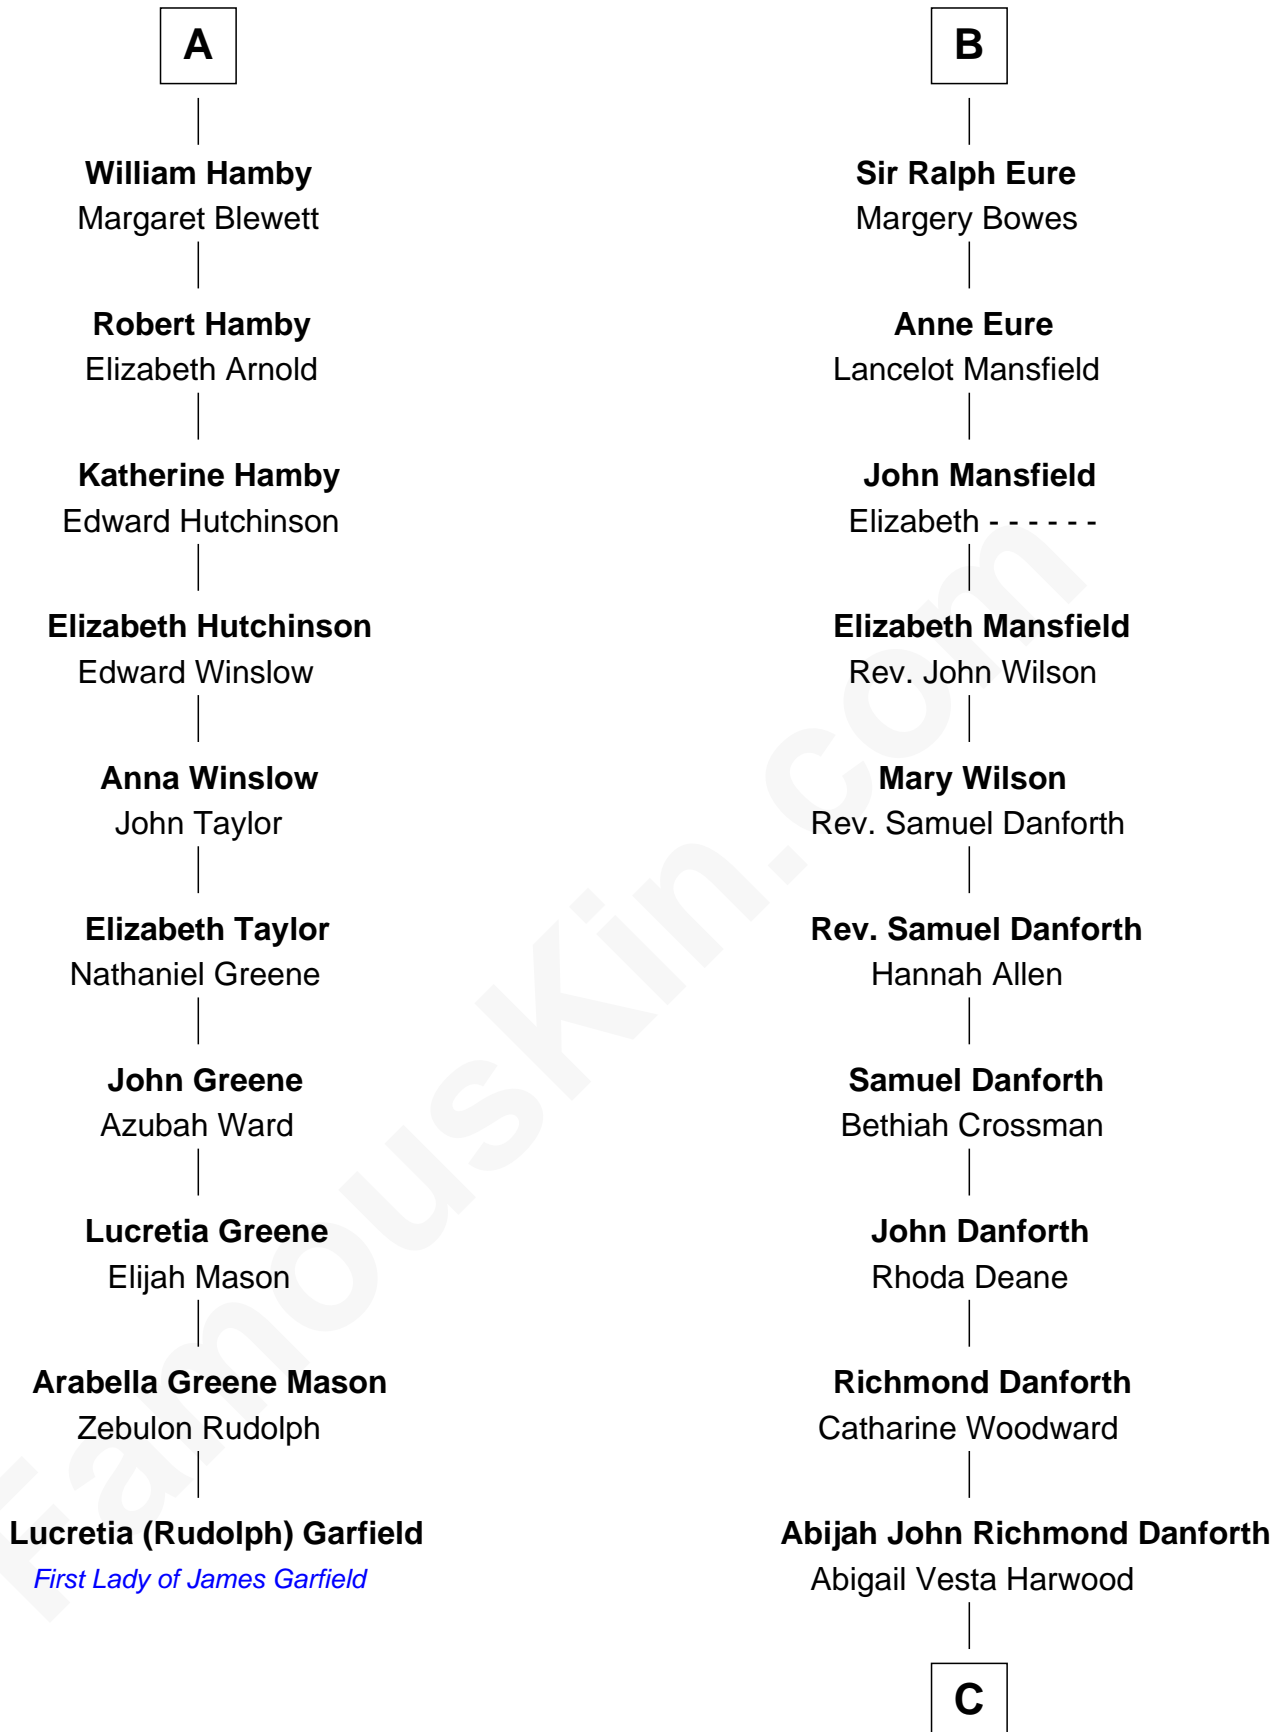 A
William Hamby
Margaret Blewett
Robert Hamby
Elizabeth Arnold
Katherine Hamby
Edward Hutchinson
Elizabeth Hutchinson
Edward Winslow
Anna Winslow
John Taylor
Elizabeth Taylor
Nathaniel Greene
John Greene
Azubah Ward
Lucretia Greene
Elijah Mason
Arabella Greene Mason
Zebulon Rudolph
Lucretia (Rudolph) Garfield
First Lady of James Garfield
B
Sir Ralph Eure
Margery Bowes
Anne Eure
Lancelot Mansfield
John Mansfield
Elizabeth - - - - - -
Elizabeth Mansfield
Rev. John Wilson
Mary Wilson
Rev. Samuel Danforth
Rev. Samuel Danforth
Hannah Allen
Samuel Danforth
Bethiah Crossman
John Danforth
Rhoda Deane
Richmond Danforth
Catharine Woodward
Abijah John Richmond Danforth
Abigail Vesta Harwood
C
FamousKin.com